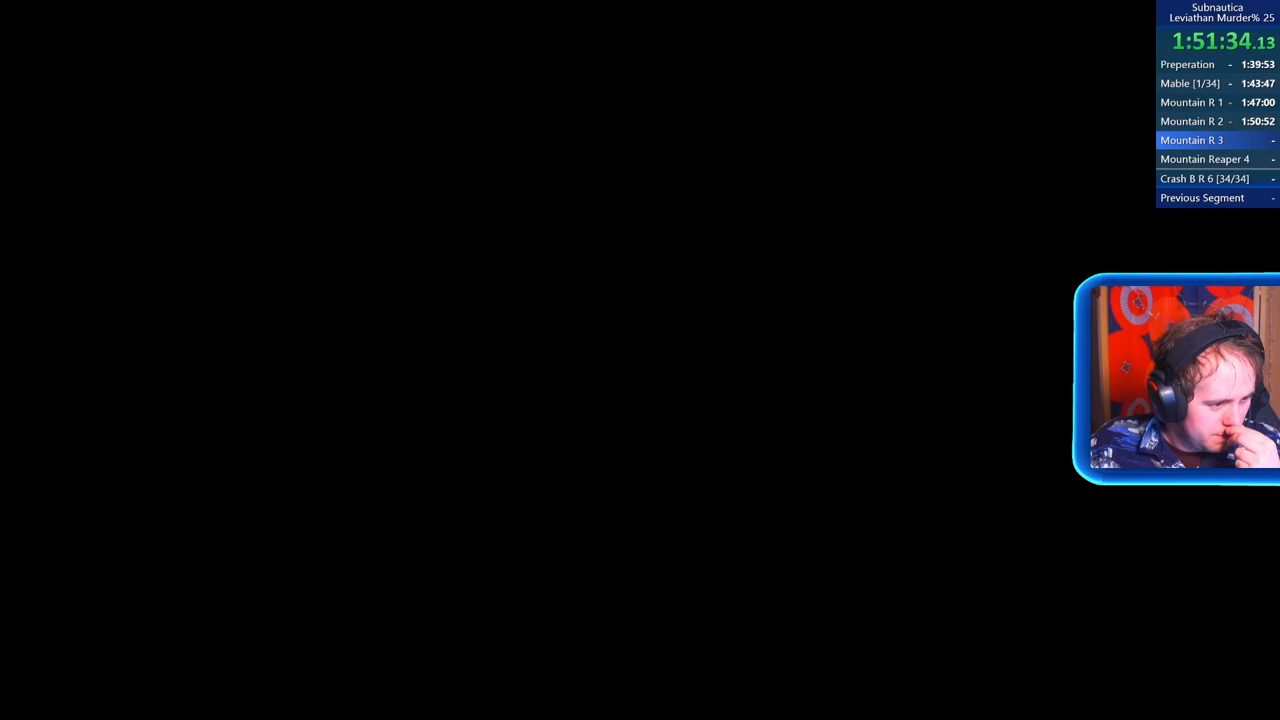 Subnautica
Leviathan Murder% 25
1:51:34.13
Preperation - 1:39:53
Mable [1/34] - 1:43:47
Mountain R 1 - 1:47:00
Mountain R 2 - 1:50:52
Mountain R 3 -
Mountain Reaper 4 -
Crash B R 6 [34/34] -
Previous Segment -